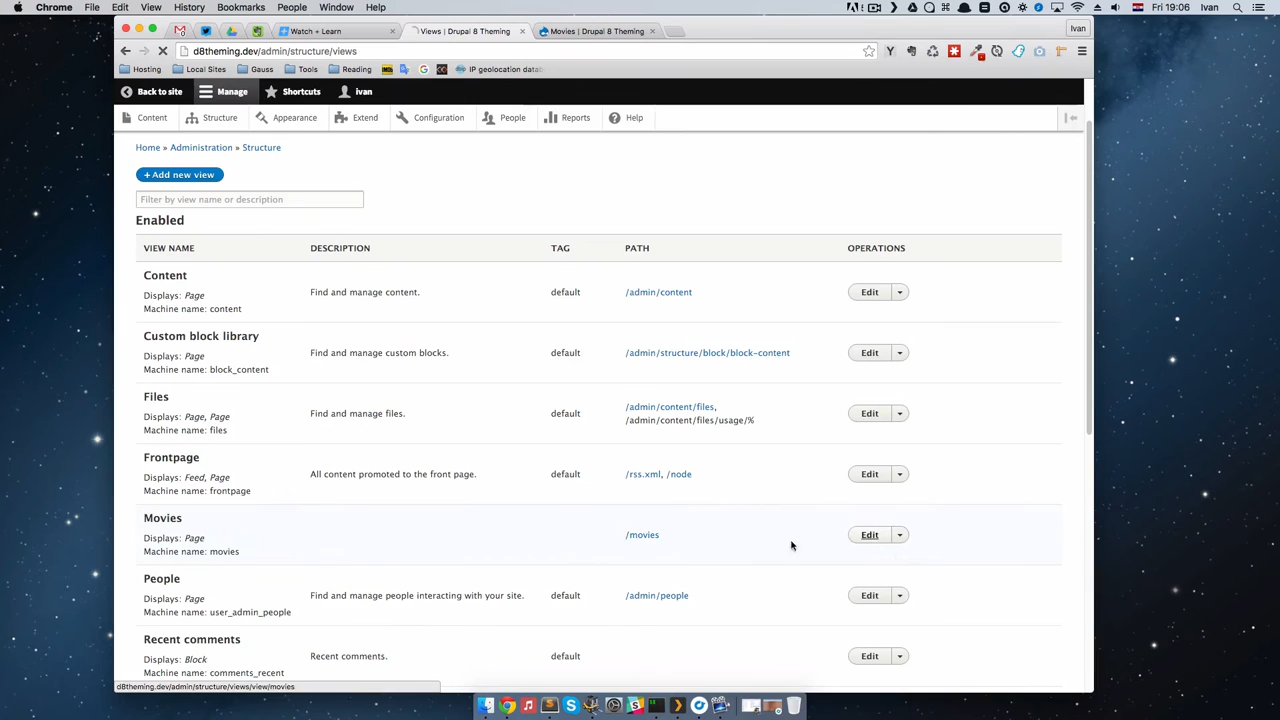 Chrome File Edit View History Bookmarks People Window Help Fri 19:06 Ivan
Watch + Learn Views | Drupal 8 Theming Movies | Drupal 8 Theming Ivan
d8theming.dev/admin/structure/views
Hosting Local Sites Gauss Tools Reading IP geolocation datab
Back to site Manage Shortcuts ivan
Content Structure Appearance Extend Configuration People Reports Help
Home » Administration » Structure
+ Add new view
Filter by view name or description
Enabled
VIEW NAME DESCRIPTION TAG PATH OPERATIONS
Content
Displays: Page
Machine name: content
Find and manage content. default /admin/content Edit
Custom block library
Displays: Page
Machine name: block_content
Find and manage custom blocks. default /admin/structure/block/block-content Edit
Files
Displays: Page, Page
Machine name: files
Find and manage files. default /admin/content/files,
/admin/content/files/usage/% Edit
Frontpage
Displays: Feed, Page
Machine name: frontpage
All content promoted to the front page. default /rss.xml, /node Edit
Movies
Displays: Page
Machine name: movies
/movies Edit
People
Displays: Page
Machine name: user_admin_people
Find and manage people interacting with your site. default /admin/people Edit
Recent comments
Displays: Block
Machine name: comments_recent
Recent comments. default Edit
d8theming.dev/admin/structure/views/view/movies